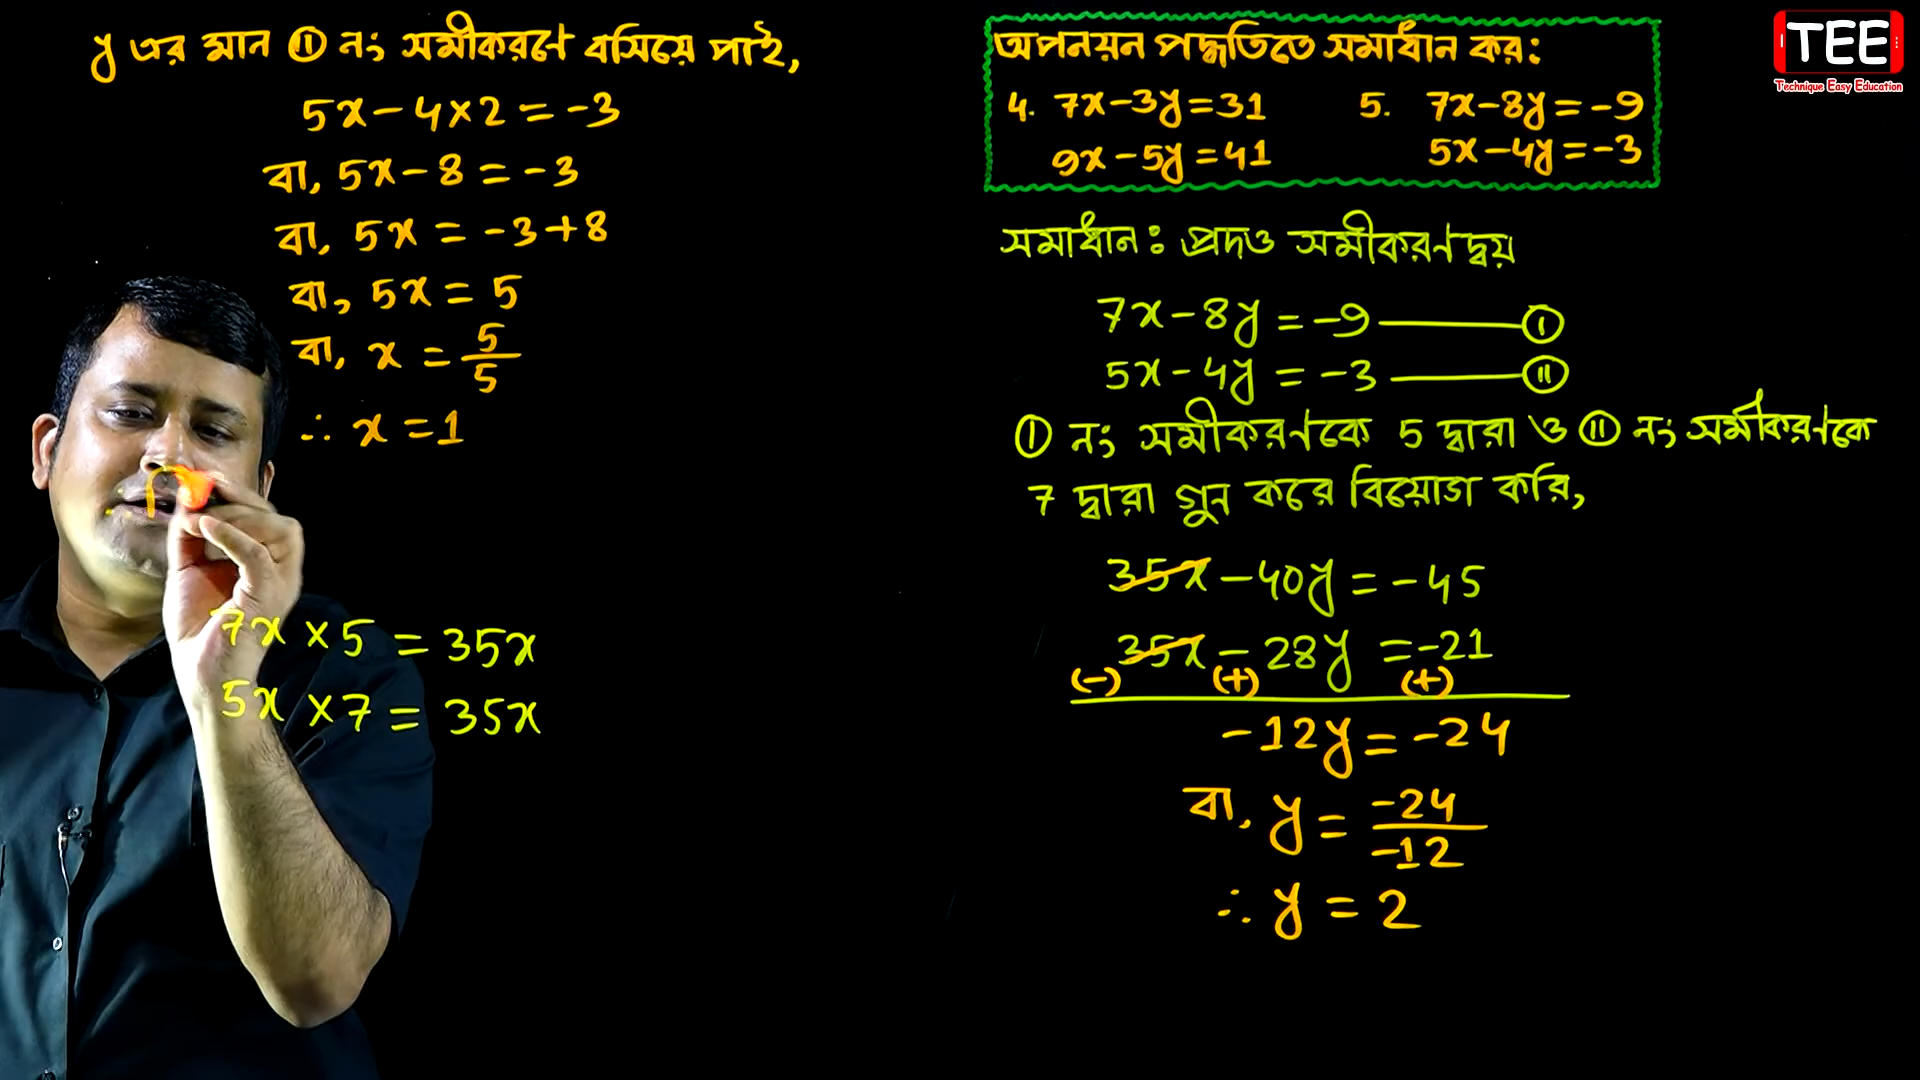 y এর মান ⓘⓘ নং সমীকরণে বসিয়ে পাই,
5x - 4 × 2 = -3
বা, 5x - 8 = -3
বা, 5x = -3 + 8
বা, 5x = 5
বা, x = 5/5
∴ x = 1
7x × 5 = 35x
5x × 7 = 35x
অপনয়ন পদ্ধতিতে সমাধান কর:
4. 7x - 3y = 31 5. 7x - 8y = -9
9x - 5y = 41 5x - 4y = -3
সমাধান: প্রদত্ত সমীকরণদ্বয়
7x - 8y = -9 —— ⓘ
5x - 4y = -3 —— ⓘⓘ
ⓘ নং সমীকরণকে 5 দ্বারা ও ⓘⓘ নং সমীকরণকে
7 দ্বারা গুন করে বিয়োগ করি,
35x - 40y = -45
35x - 28y = -21
(-) (+) (+)
-12y = -24
বা, y = -24/-12
∴ y = 2
TEE
Technique Easy Education